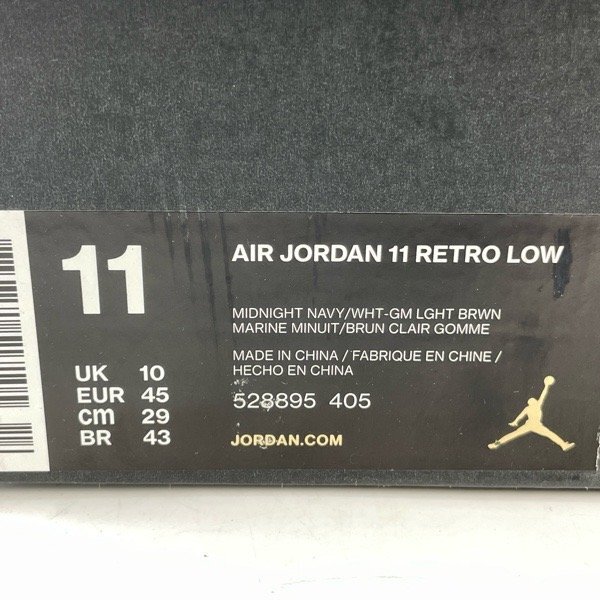 11
AIR JORDAN 11 RETRO LOW
MIDNIGHT NAVY/WHT-GM LGHT BRWN
MARINE MINUIT/BRUN CLAIR GOMME
MADE IN CHINA / FABRIQUE EN CHINE /
HECHO EN CHINA
528895 405
JORDAN.COM
UK 10
EUR 45
cm 29
BR 43